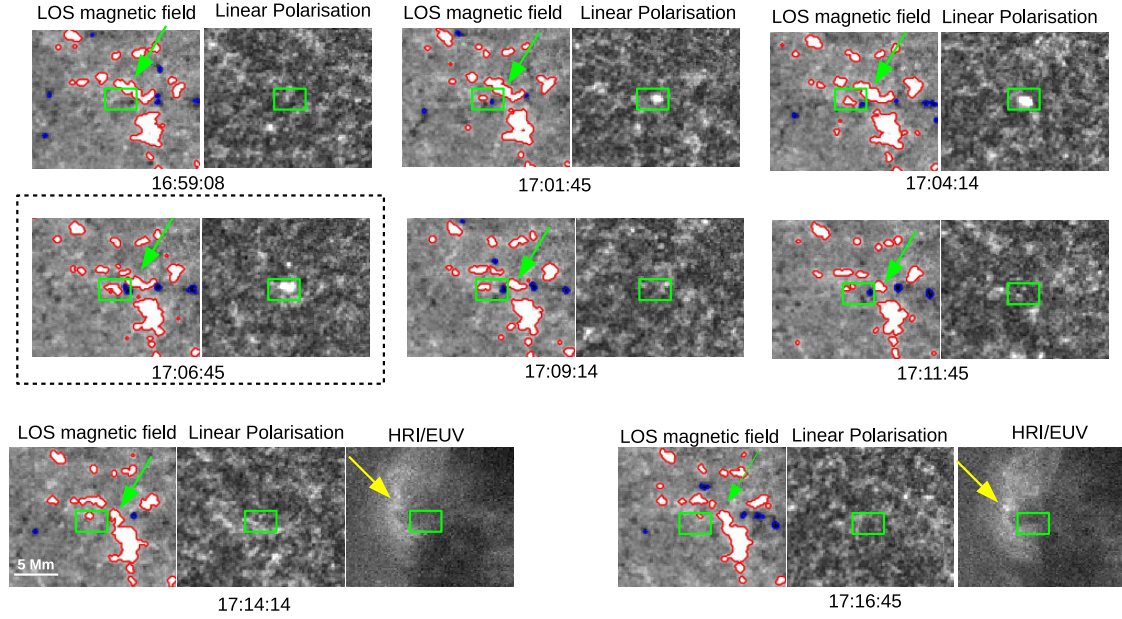 LOS magnetic field Linear Polarisation LOS magnetic field Linear Polarisation LOS magnetic field Linear Polarisation
16:59:08 17:01:45 17:04:14
17:06:45 17:09:14 17:11:45
LOS magnetic field Linear Polarisation HRI/EUV LOS magnetic field Linear Polarisation HRI/EUV
5 Mm
17:14:14 17:16:45